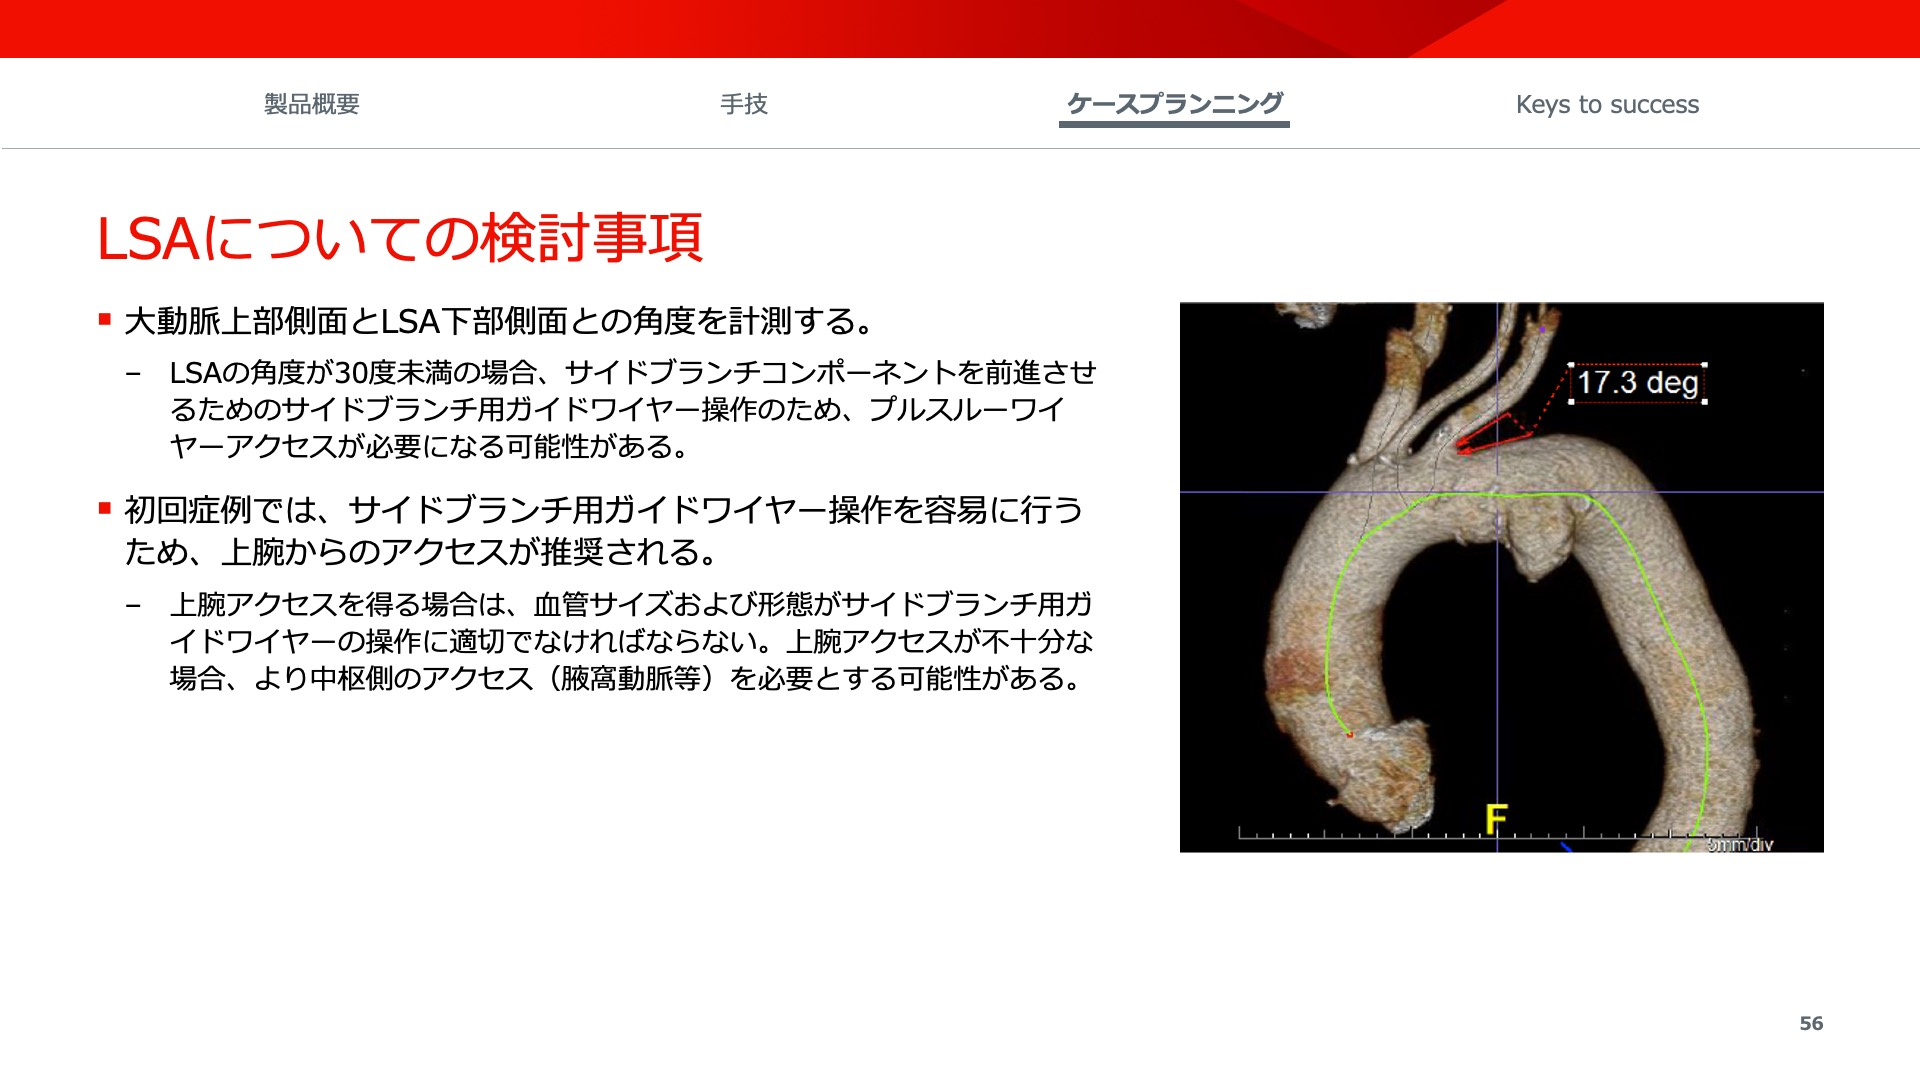 製品概要
手技
ケースプランニング
Keys to success
LSAについての検討事項
▪ 大動脈上部側面とLSA下部側面との角度を計測する。
– LSAの角度が30度未満の場合、サイドブランチコンポーネントを前進させ
るためのサイドブランチ用ガイドワイヤー操作のため、プルスルーワイ
ヤーアクセスが必要になる可能性がある。
▪ 初回症例では、サイドブランチ用ガイドワイヤー操作を容易に行う
ため、上腕からのアクセスが推奨される。
– 上腕アクセスを得る場合は、血管サイズおよび形態がサイドブランチ用ガ
イドワイヤーの操作に適切でなければならない。上腕アクセスが不十分な
場合、より中枢側のアクセス（腋窩動脈等）を必要とする可能性がある。
17.3 deg
F
5mm/div
56